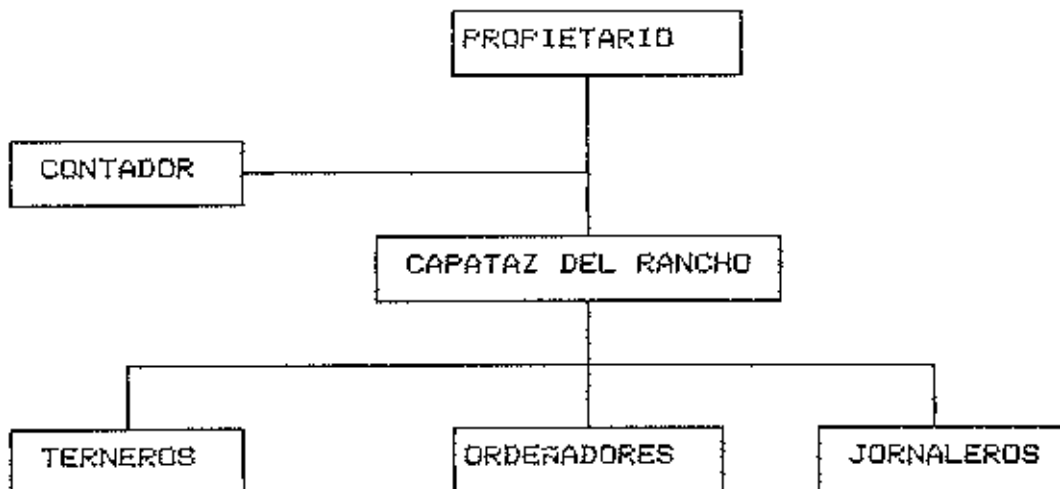 PROPIETARIO
CONTADOR
CAPATAZ DEL RANCHO
TERNEROS
ORDEÑADORES
JORNALEROS